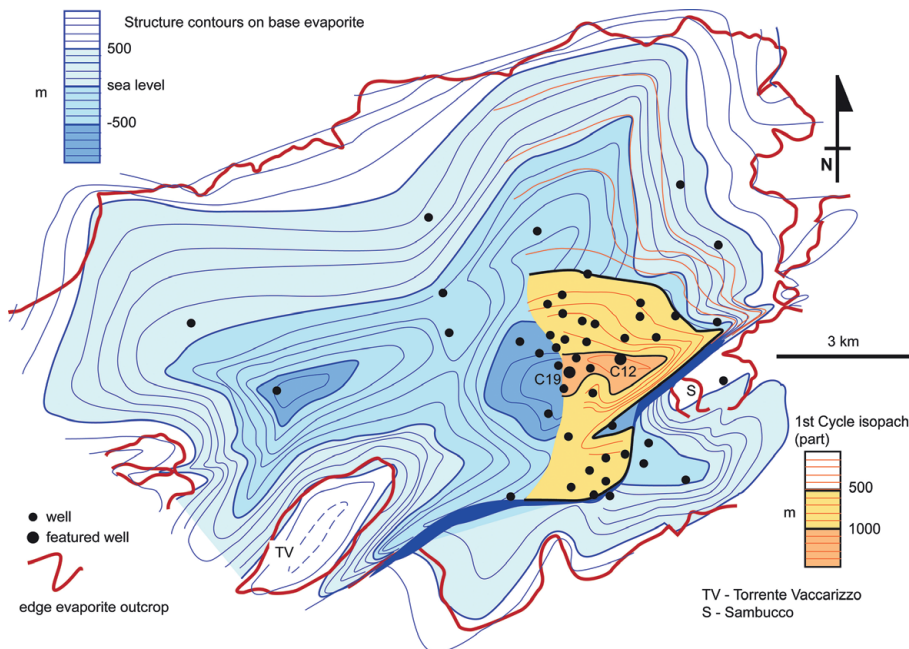 Structure contours on base evaporite
500
m
sea level
-500
N
3 km
C19
C12
S
1st Cycle isopach
(part)
500
m
1000
well
featured well
TV
edge evaporite outcrop
TV - Torrente Vaccarizzo
S - Sambucco